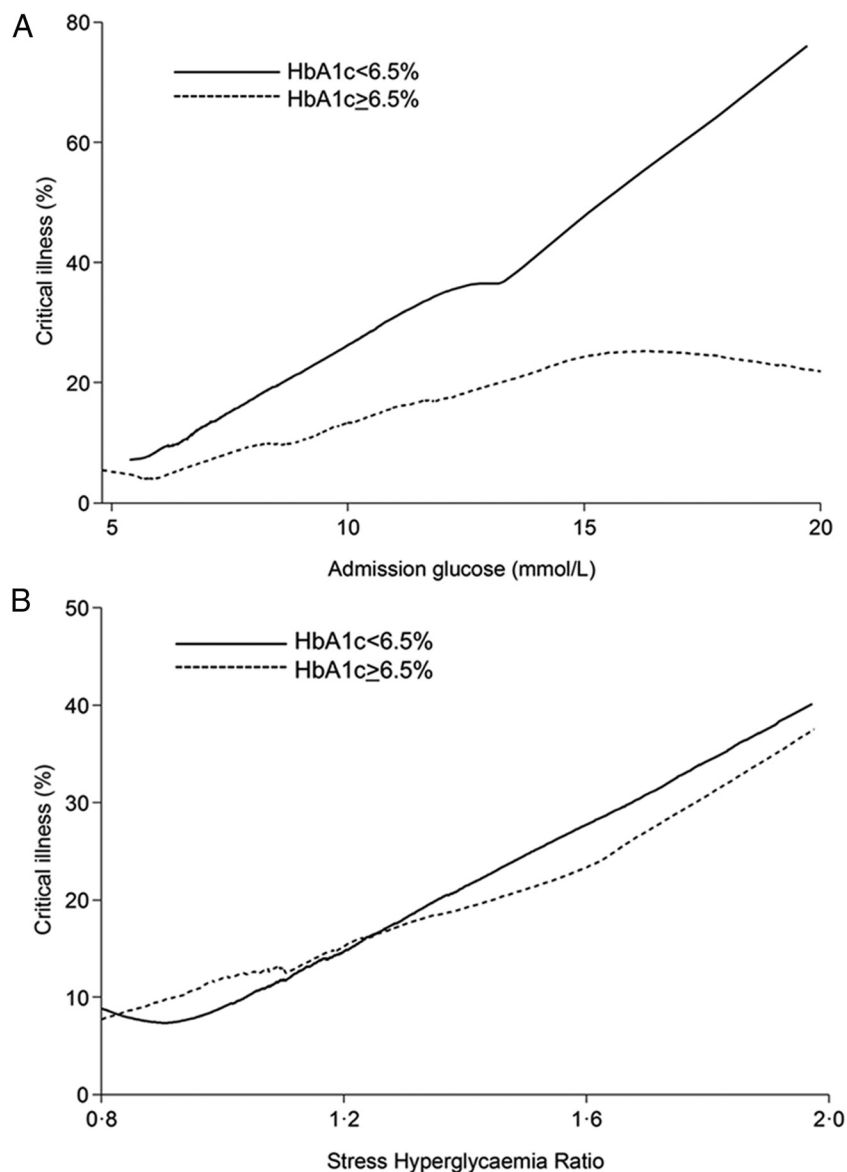 A
80
HbA1c<6.5%
HbA1c≥6.5%
60
40
20
0
Critical illness (%)
5 10 15 20
Admission glucose (mmol/L)
B
50
HbA1c<6.5%
HbA1c≥6.5%
40
30
20
10
0
Critical illness (%)
0·8 1·2 1·6 2·0
Stress Hyperglycaemia Ratio